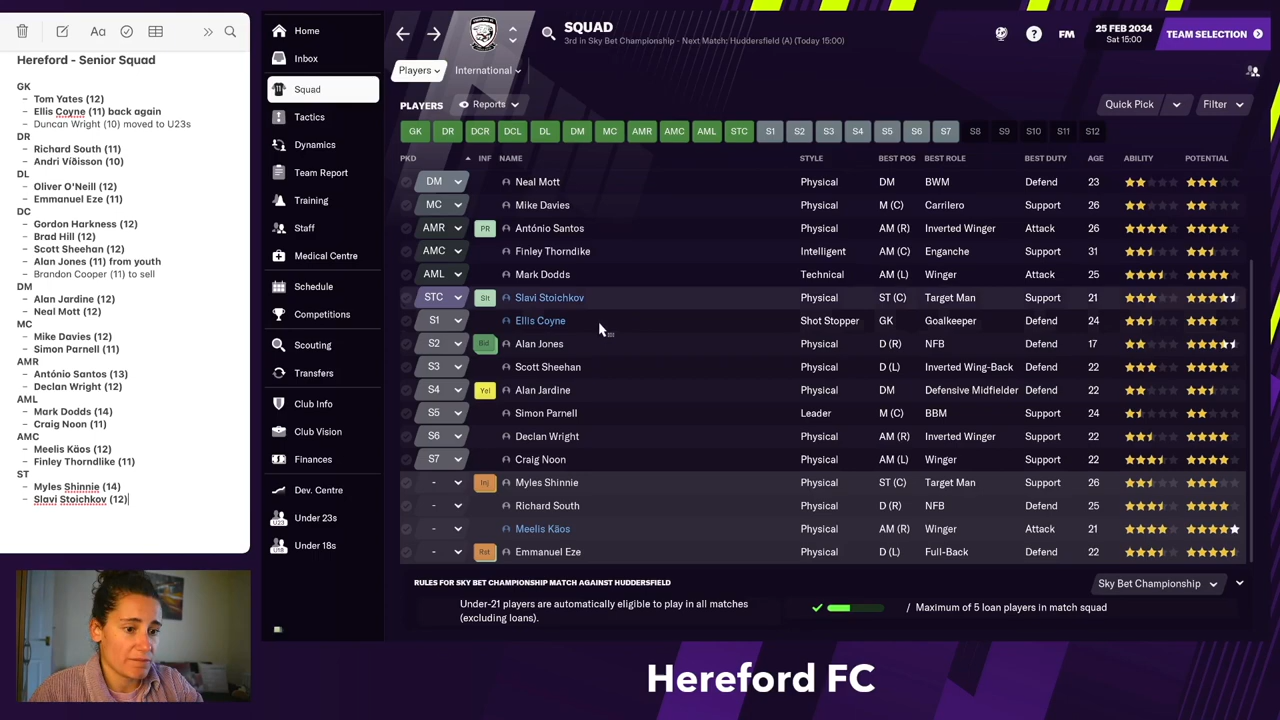 Aa
Hereford - Senior Squad
GK
- Tom Yates (12)
- Ellis Coyne (11) back again
- Duncan Wright (10) moved to U23s
DR
- Richard South (11)
- Andri Víðisson (10)
DL
- Oliver O'Neill (12)
- Emmanuel Eze (11)
DC
- Gordon Harkness (12)
- Brad Hill (12)
- Scott Sheehan (12)
- Alan Jones (11) from youth
- Brandon Cooper (11) to sell
DM
- Alan Jardine (12)
- Neal Mott (12)
MC
- Mike Davies (12)
- Simon Parnell (11)
AMR
- António Santos (13)
- Declan Wright (12)
AML
- Mark Dodds (14)
- Craig Noon (11)
AMC
- Meelis Käos (12)
- Finley Thorndike (11)
ST
- Myles Shinnie (14)
- Slavi Stoichkov (12)
Home
Inbox
Squad
Tactics
Dynamics
Team Report
Training
Staff
Medical Centre
Schedule
Competitions
Scouting
Transfers
Club Info
Club Vision
Finances
Dev. Centre
U23 Under 23s
U18 Under 18s
HEREFORD FC
SQUAD
3rd in Sky Bet Championship - Next Match: Huddersfield (A) (Today 15:00)
FM
25 FEB 2034
Sat 15:00
TEAM SELECTION
Players International
PLAYERS Reports Quick Pick Filter
GK DR DCR DCL DL DM MC AMR AMC AML STC S1 S2 S3 S4 S5 S6 S7 S8 S9 S10 S11 S12
PKD INF NAME STYLE BEST POS BEST ROLE BEST DUTY AGE ABILITY POTENTIAL
DM Neal Mott Physical DM BWM Defend 23
MC Mike Davies Physical M (C) Carrilero Support 26
AMR PR António Santos Physical AM (R) Inverted Winger Attack 26
AMC Finley Thorndike Intelligent AM (C) Enganche Support 31
AML Mark Dodds Technical AM (L) Winger Attack 25
STC Slt Slavi Stoichkov Physical ST (C) Target Man Support 21
S1 Ellis Coyne Shot Stopper GK Goalkeeper Defend 24
S2 Bid Alan Jones Physical D (R) NFB Defend 17
S3 Scott Sheehan Physical D (L) Inverted Wing-Back Defend 22
S4 Yel Alan Jardine Physical DM Defensive Midfielder Defend 22
S5 Simon Parnell Leader M (C) BBM Support 24
S6 Declan Wright Physical AM (R) Inverted Winger Support 22
S7 Craig Noon Physical AM (L) Winger Support 22
- Inj Myles Shinnie Physical ST (C) Target Man Support 26
- Richard South Physical D (R) NFB Defend 25
- Meelis Käos Physical AM (R) Winger Attack 21
- Rst Emmanuel Eze Physical D (L) Full-Back Defend 22
RULES FOR SKY BET CHAMPIONSHIP MATCH AGAINST HUDDERSFIELD Sky Bet Championship
Under-21 players are automatically eligible to play in all matches
(excluding loans).
/ Maximum of 5 loan players in match squad
Hereford FC